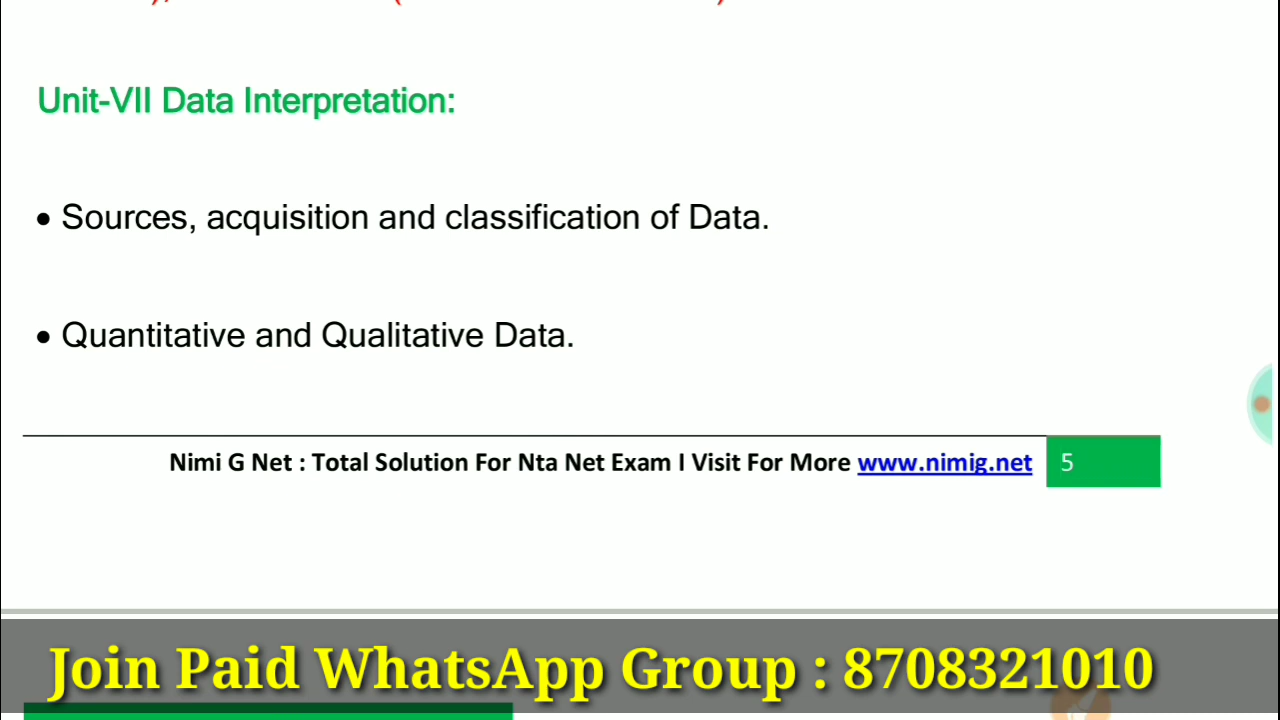 Unit-VII Data Interpretation:
• Sources, acquisition and classification of Data.
• Quantitative and Qualitative Data.
Nimi G Net : Total Solution For Nta Net Exam I Visit For More www.nimig.net 5
Join Paid WhatsApp Group : 8708321010